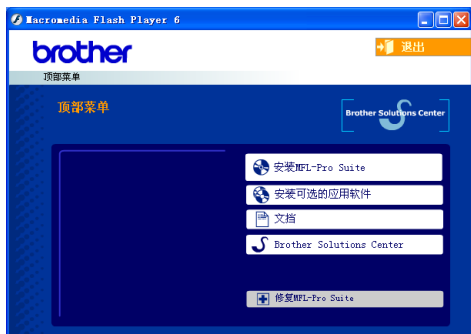 Macromedia Flash Player 6
brother
退出
顶部菜单
顶部菜单
Brother Solutions Center
安装MFL-Pro Suite
安装可选的应用软件
文档
Brother Solutions Center
修复MFL-Pro Suite